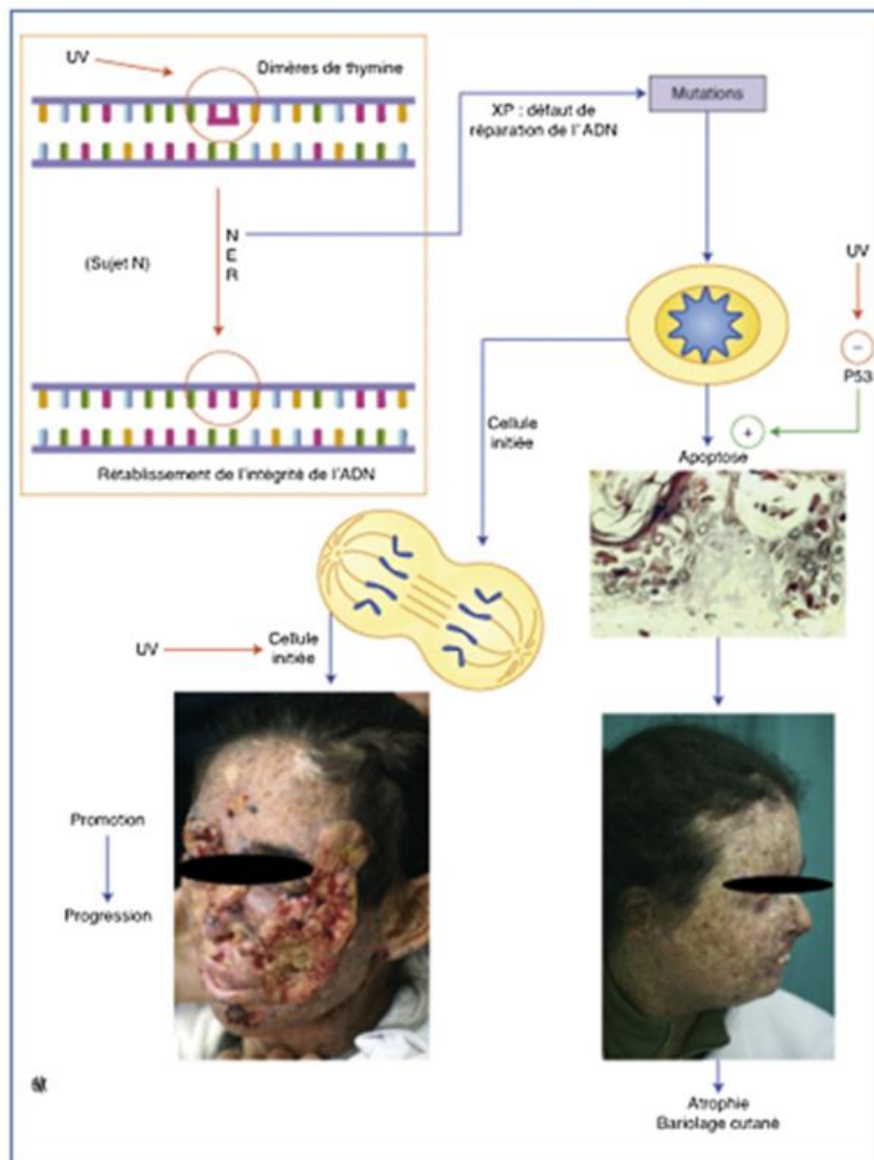 UV
Dimères de thymine
XP : défaut de
réparation de l'ADN
Mutations
(Sujet N)
N
E
R
Rétablissement de l'intégrité de l'ADN
UV
−
P53
+
Cellule
initiée
Apoptose
UV
Cellule
initiée
Promotion
Progression
Atrophie
Bariolage cutané